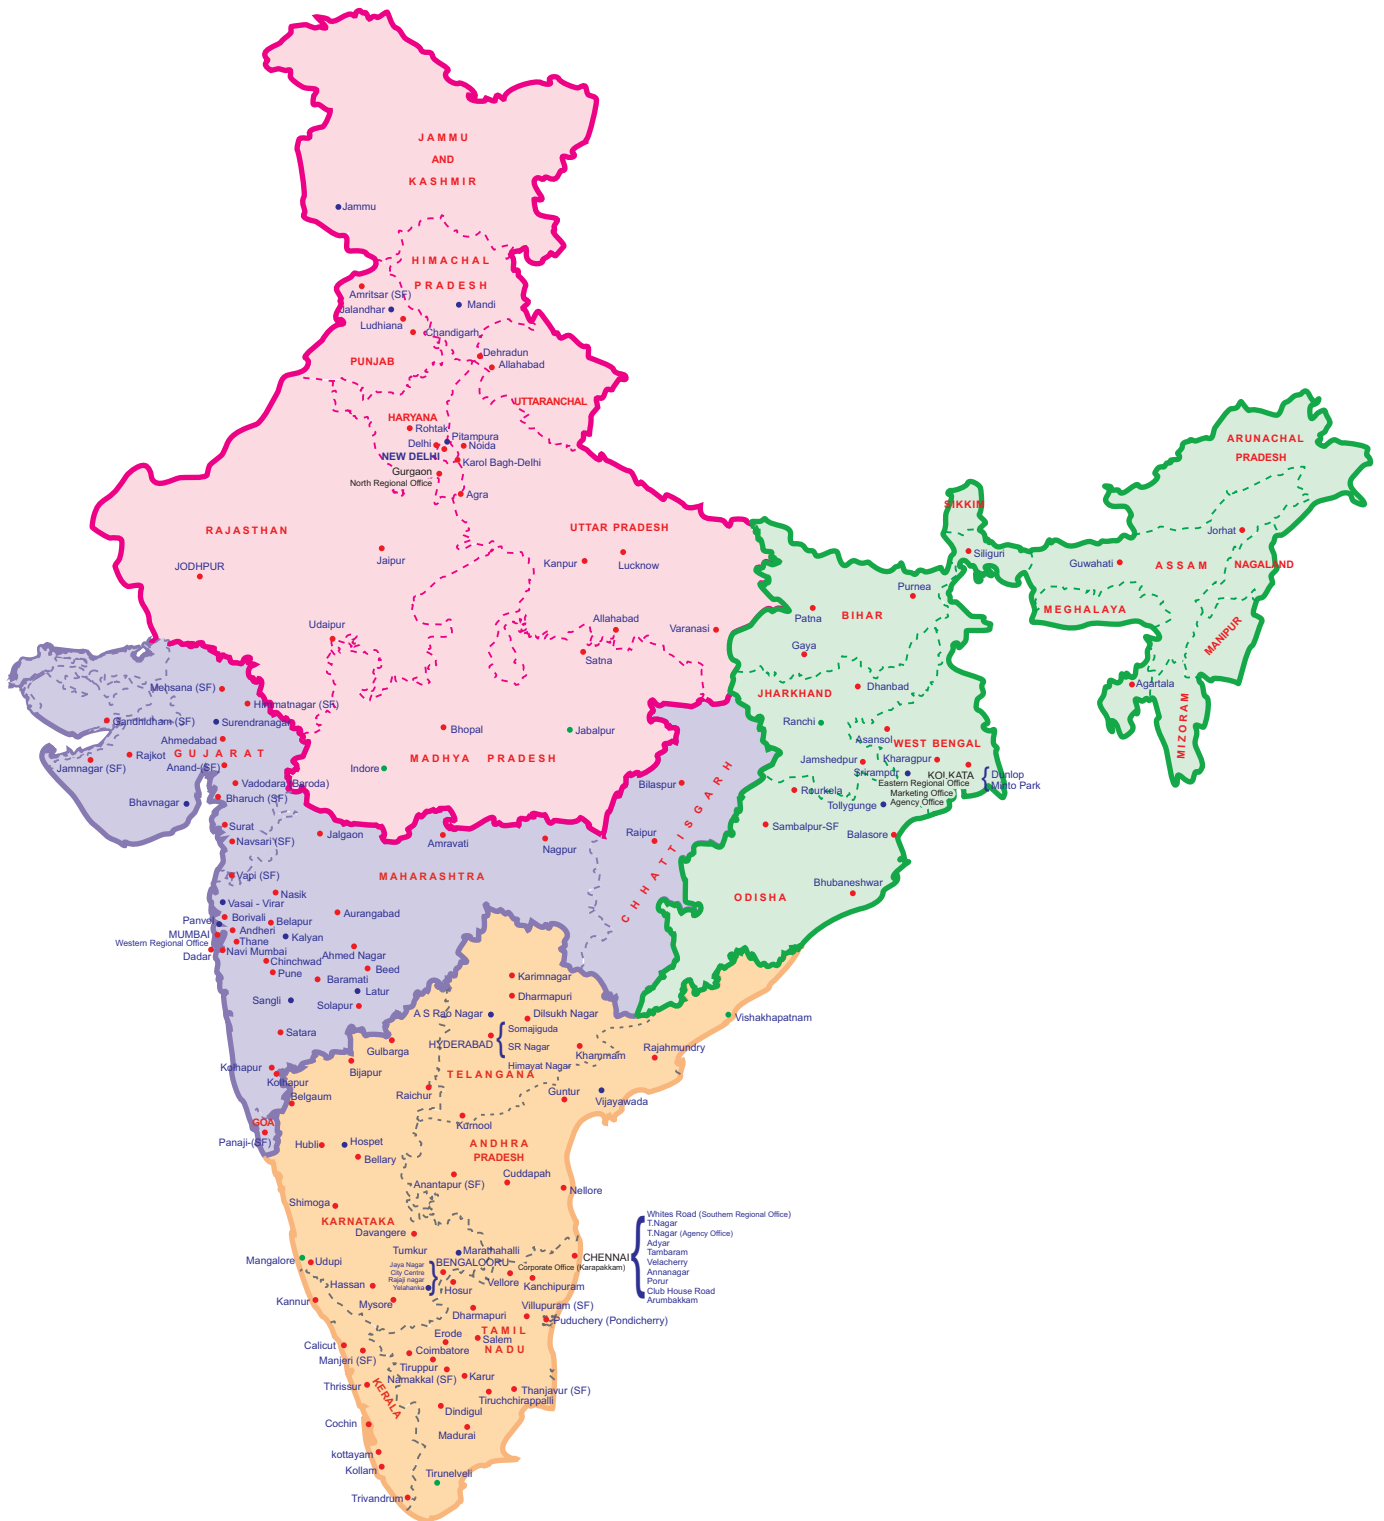 JAMMU
AND
KASHMIR
Jammu
HIMACHAL
PRADESH
Amritsar (SF)
Jalandhar
Mandi
Ludhiana
Chandigarh
PUNJAB
Dehradun
Allahabad
UTTARANCHAL
HARYANA
Rohtak
Pitampura
Delhi
Noida
NEW DELHI
Karol Bagh-Delhi
Gurgaon
North Regional Office
Agra
RAJASTHAN
UTTAR PRADESH
Jaipur
Kanpur
Lucknow
JODHPUR
Udaipur
Allahabad
Varanasi
Satna
Bhopal
Jabalpur
MADHYA PRADESH
Indore
ARUNACHAL
PRADESH
SIKKIM
Siliguri
Jorhat
Guwahati
ASSAM
NAGALAND
MEGHALAYA
MANIPUR
Agartala
MIZORAM
Purnea
Patna
BIHAR
Gaya
JHARKHAND
Dhanbad
Ranchi
Asansol
WEST BENGAL
Jamshedpur
Kharagpur
Srirampur
KOLKATA
Dunlop
Minto Park
Eastern Regional Office
Marketing Office
Agency Office
Rourkela
Tollygunge
Sambalpur-SF
Balasore
Bhubaneshwar
ODISHA
Mehsana (SF)
Himmatnagar (SF)
Gandhidham (SF)
Surendranagar
Ahmedabad
GUJARAT
Rajkot
Jamnagar (SF)
Anand-(SF)
Vadodara (Baroda)
Bharuch (SF)
Bhavnagar
Surat
Navsari (SF)
Jalgaon
Amravati
Nagpur
Bilaspur
Raipur
CHHATTISGARH
Vapi (SF)
MAHARASHTRA
Nasik
Vasai - Virar
Aurangabad
Borivali
Panvel
Belapur
Andheri
MUMBAI
Kalyan
Western Regional Office
Thane
Dadar
Navi Mumbai
Ahmed Nagar
Chinchwad
Pune
Beed
Baramati
Latur
Sangli
Solapur
Satara
Kolhapur
Kolhapur
GOA
Panaji-(SF)
Karimnagar
Dharmapuri
A S Rao Nagar
Dilsukh Nagar
HYDERABAD
Somajiguda
SR Nagar
Himayat Nagar
Khammam
Vishakhapatnam
Rajahmundry
Gulbarga
Bijapur
TELANGANA
Belgaum
Raichur
Guntur
Vijayawada
Kurnool
Hubli
Hospet
Bellary
ANDHRA
PRADESH
Anantapur (SF)
Cuddapah
Nellore
Shimoga
KARNATAKA
Davangere
Mangalore
Udupi
Tumkur
Marathahalli
Jaya Nagar
City Centre
Rajaji nagar
Yelahanka
BENGALOORU
Corporate Office (Karapakkam)
CHENNAI
Whites Road (Southern Regional Office)
T.Nagar
T.Nagar (Agency Office)
Adyar
Tambaram
Velacherry
Annanagar
Porur
Club House Road
Arumbakkam
Hassan
Hosur
Vellore
Kanchipuram
Kannur
Mysore
Dharmapuri
Villupuram (SF)
Puduchery (Pondicherry)
TAMIL
NADU
Erode
Salem
Calicut
Manjeri (SF)
Coimbatore
Tiruppur
Namakkal (SF)
Karur
Thrissur
KERALA
Thanjavur (SF)
Tiruchchirappalli
Dindigul
Cochin
Madurai
kottayam
Kollam
Tirunelveli
Trivandrum